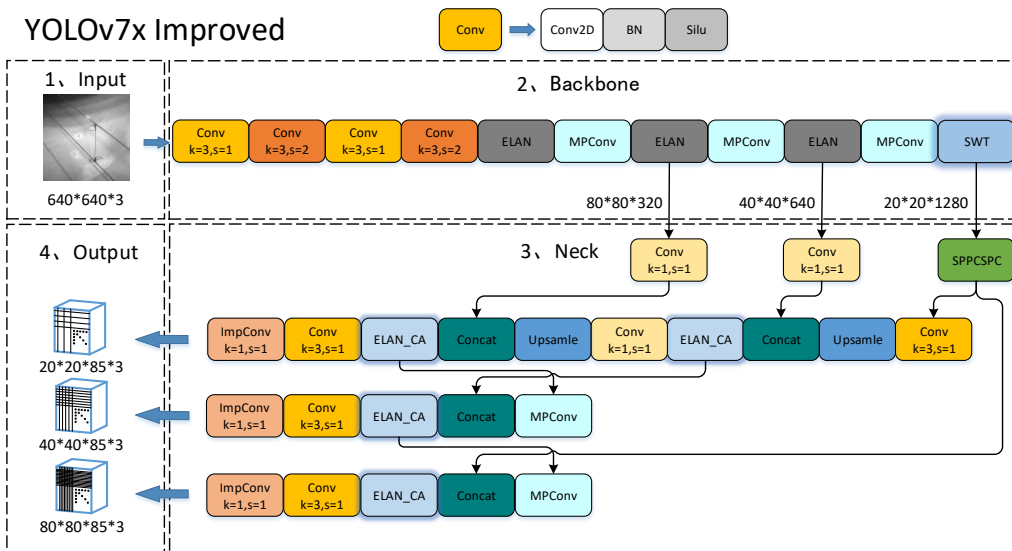 YOLOv7x Improved
Conv
Conv2D
BN
Silu
1、Input
640*640*3
2、Backbone
Conv
k=3,s=1
Conv
k=3,s=2
Conv
k=3,s=1
Conv
k=3,s=2
ELAN
MPConv
ELAN
MPConv
ELAN
MPConv
SWT
80*80*320
40*40*640
20*20*1280
4、Output
3、Neck
Conv
k=1,s=1
Conv
k=1,s=1
SPPCSPC
20*20*85*3
ImpConv
k=1,s=1
Conv
k=3,s=1
ELAN_CA
Concat
Upsamle
Conv
k=1,s=1
ELAN_CA
Concat
Upsamle
Conv
k=3,s=1
40*40*85*3
ImpConv
k=1,s=1
Conv
k=3,s=1
ELAN_CA
Concat
MPConv
80*80*85*3
ImpConv
k=1,s=1
Conv
k=3,s=1
ELAN_CA
Concat
MPConv